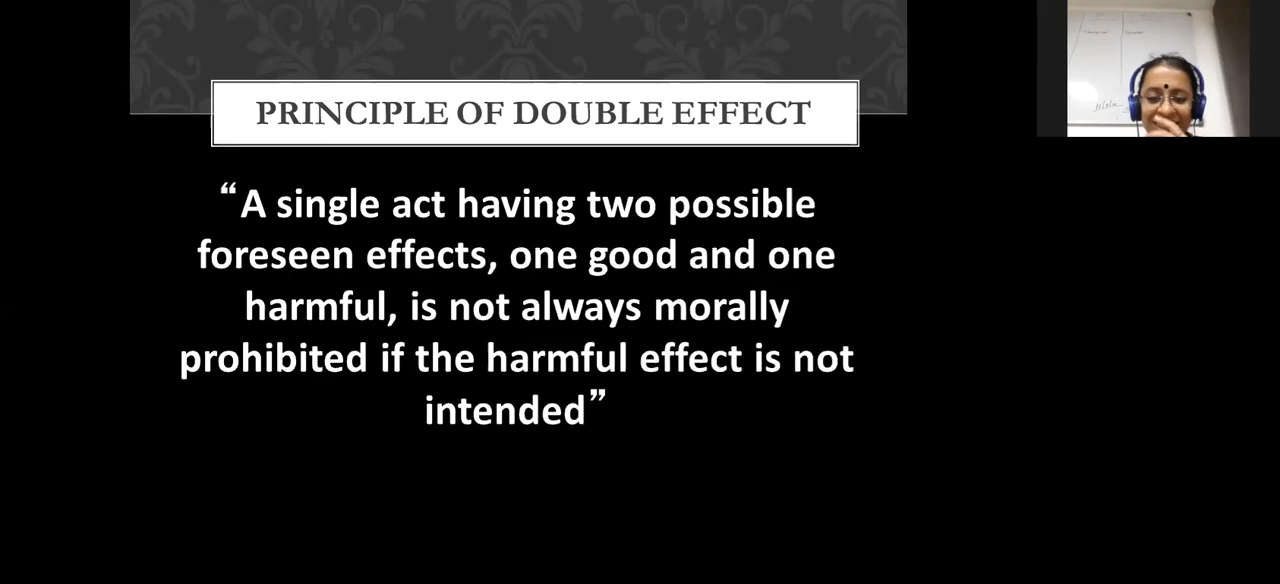 PRINCIPLE OF DOUBLE EFFECT
“A single act having two possible
foreseen effects, one good and one
harmful, is not always morally
prohibited if the harmful effect is not
intended”